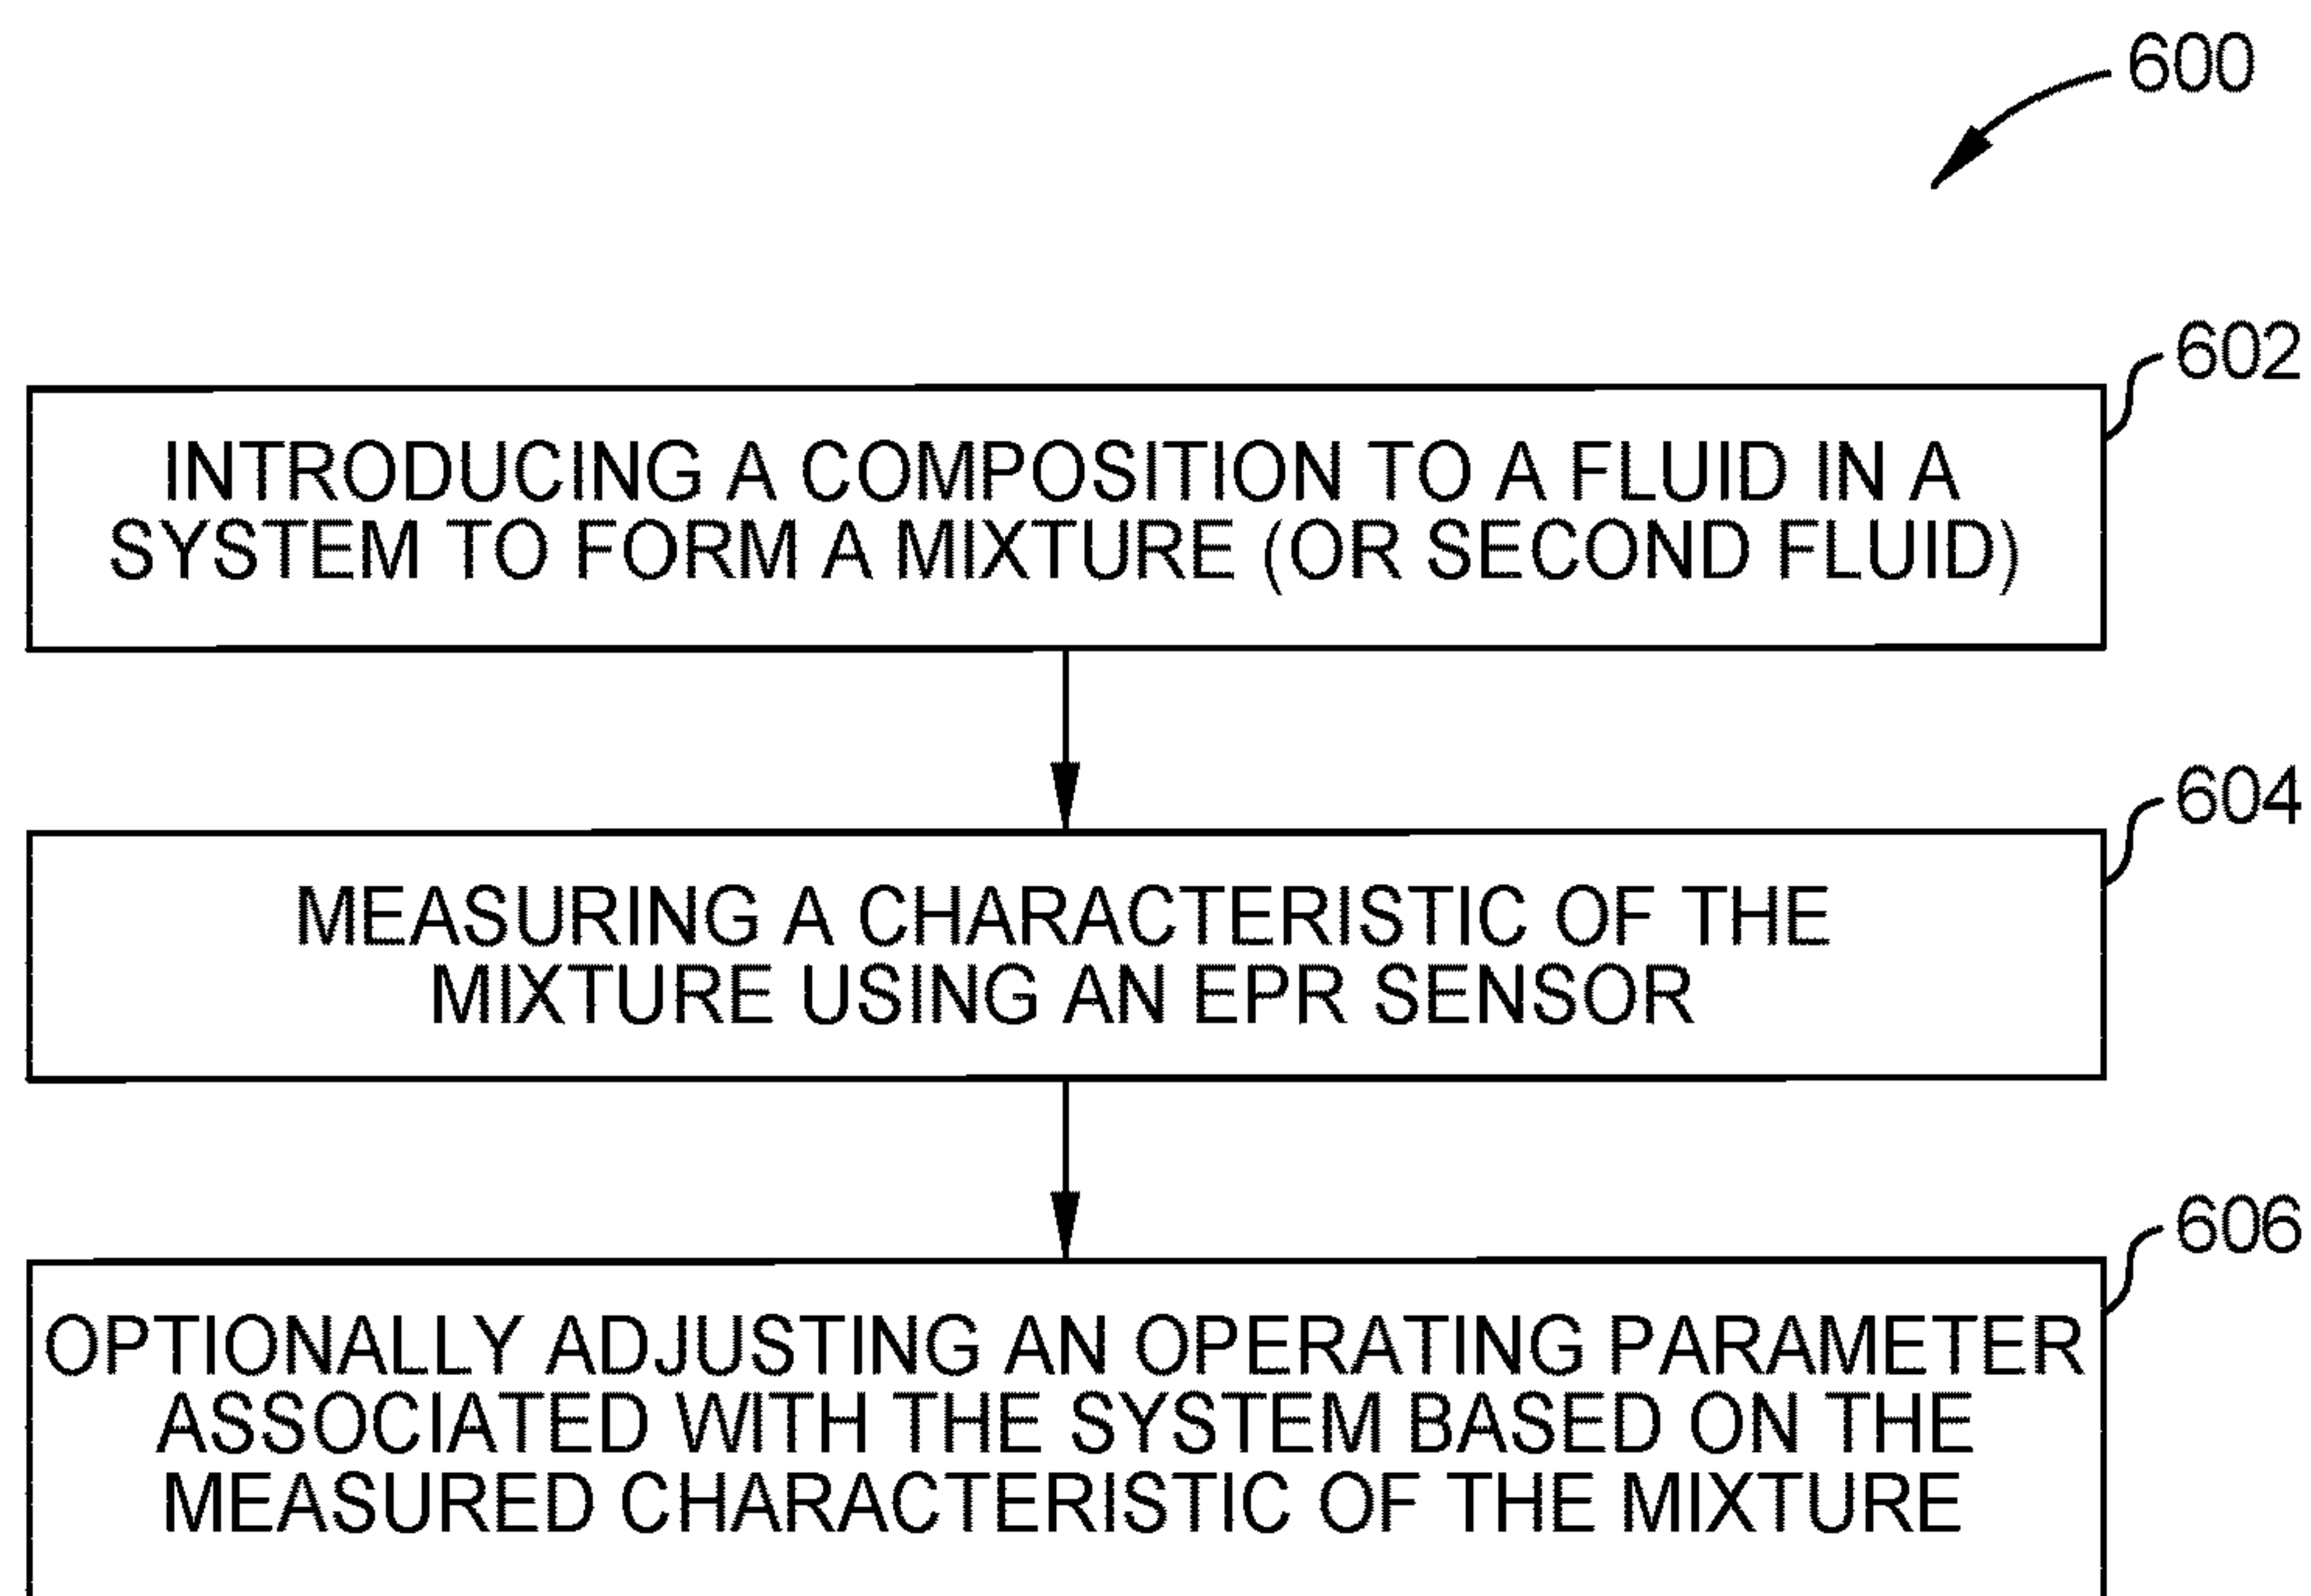 600
602
INTRODUCING A COMPOSITION TO A FLUID IN A
SYSTEM TO FORM A MIXTURE (OR SECOND FLUID)
604
MEASURING A CHARACTERISTIC OF THE
MIXTURE USING AN EPR SENSOR
606
OPTIONALLY ADJUSTING AN OPERATING PARAMETER
ASSOCIATED WITH THE SYSTEM BASED ON THE
MEASURED CHARACTERISTIC OF THE MIXTURE